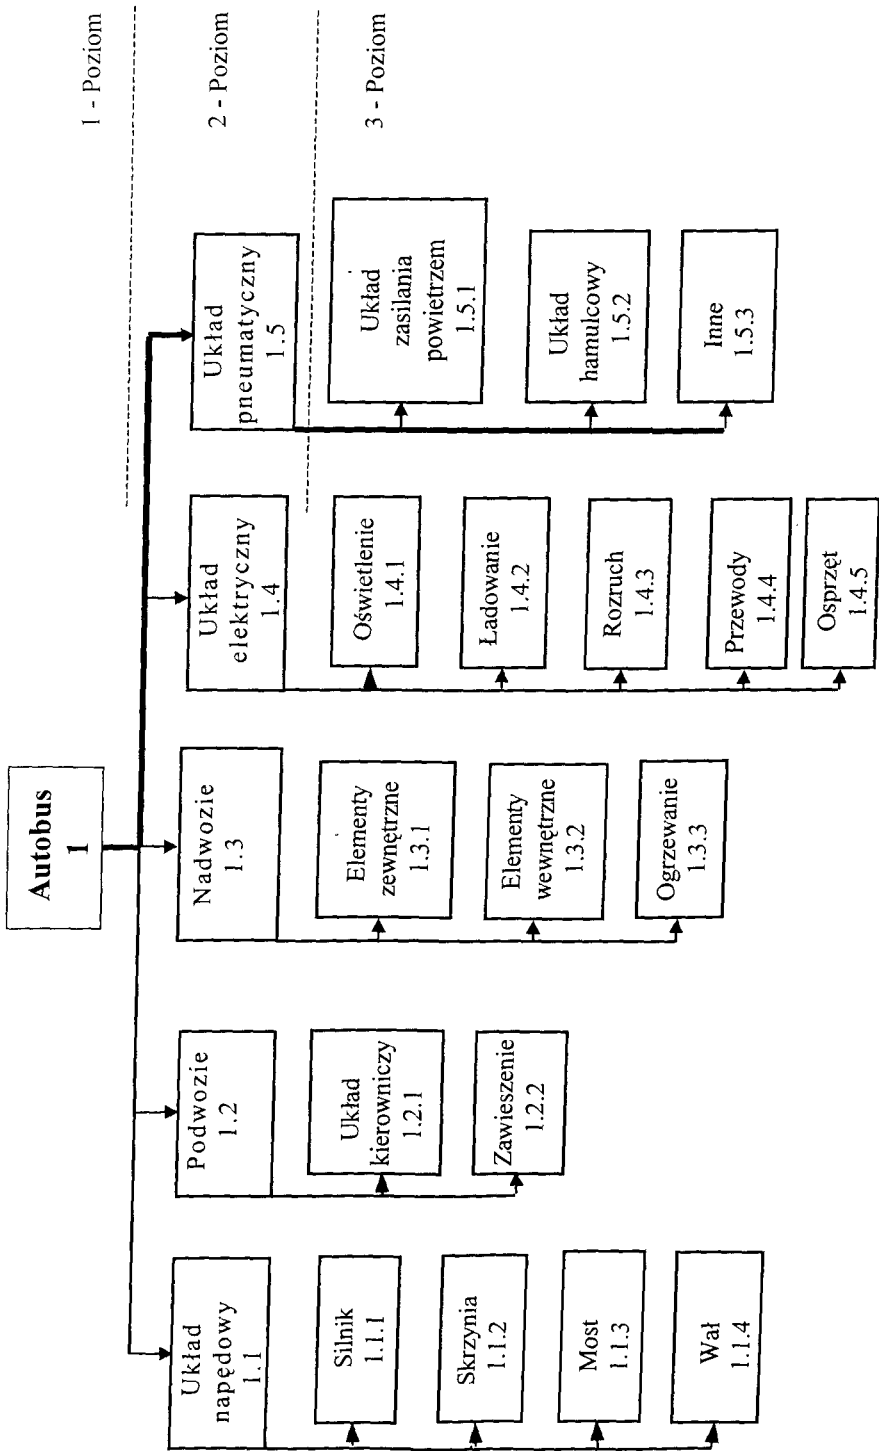 Autobus
1
1 - Poziom
Układ
napędowy
1.1
Podwozie
1.2
Nadwozie
1.3
Układ
elektryczny
1.4
Układ
pneumatyczny
1.5
2 - Poziom
Silnik
1.1.1
Skrzynia
1.1.2
Most
1.1.3
Wał
1.1.4
Układ
kierowniczy
1.2.1
Zawieszenie
1.2.2
Elementy
zewnętrzne
1.3.1
Elementy
wewnętrzne
1.3.2
Ogrzewanie
1.3.3
Oświetlenie
1.4.1
Ładowanie
1.4.2
Rozruch
1.4.3
Przewody
1.4.4
Osprzęt
1.4.5
Układ
zasilania
powietrzem
1.5.1
Układ
hamulcowy
1.5.2
Inne
1.5.3
3 - Poziom